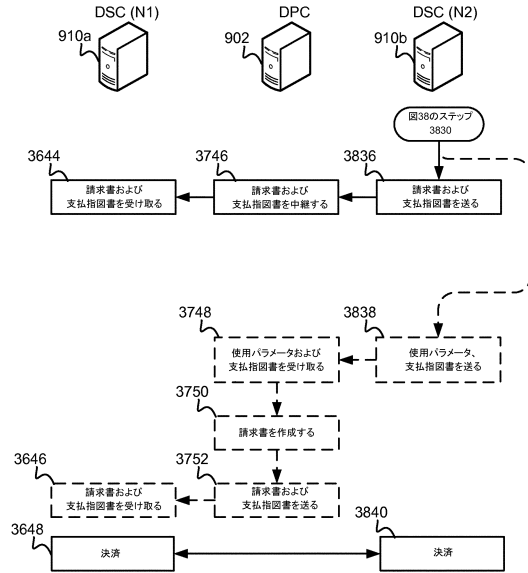 DSC (N1)
DPC
DSC (N2)
910a
902
910b
図38のステップ
3830
3644
3746
3836
請求書および
支払指図書を受け取る
請求書および
支払指図書を中継する
請求書および
支払指図書を送る
3748
3838
使用パラメータおよび
支払指図書を受け取る
使用パラメータ、
支払指図書を送る
3750
請求書を作成する
3646
3752
請求書および
支払指図書を受け取る
請求書および
支払指図書を送る
3648
3840
決済
決済